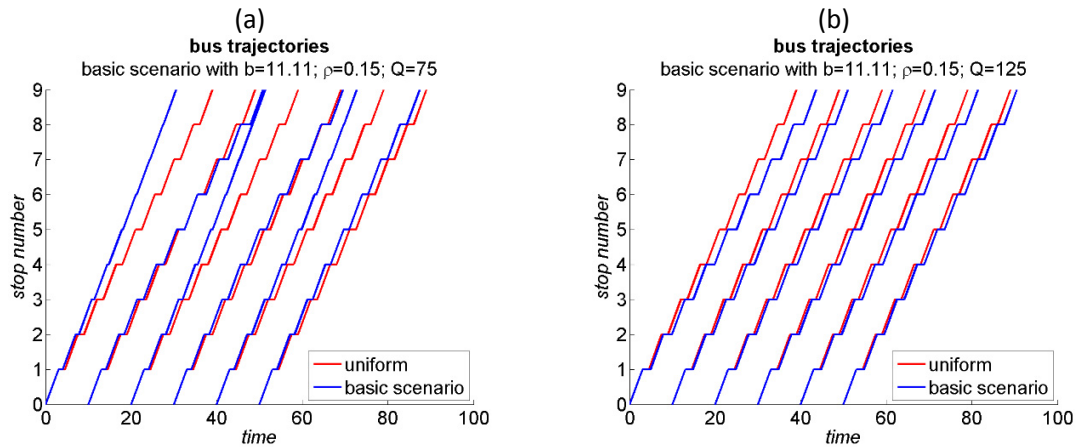 (a)
bus trajectories
basic scenario with b=11.11; ρ=0.15; Q=75
9
8
7
6
5
4
3
2
1
0
stop number
0 20 40 60 80 100
time
uniform
basic scenario
(b)
bus trajectories
basic scenario with b=11.11; ρ=0.15; Q=125
9
8
7
6
5
4
3
2
1
0
stop number
0 20 40 60 80 100
time
uniform
basic scenario